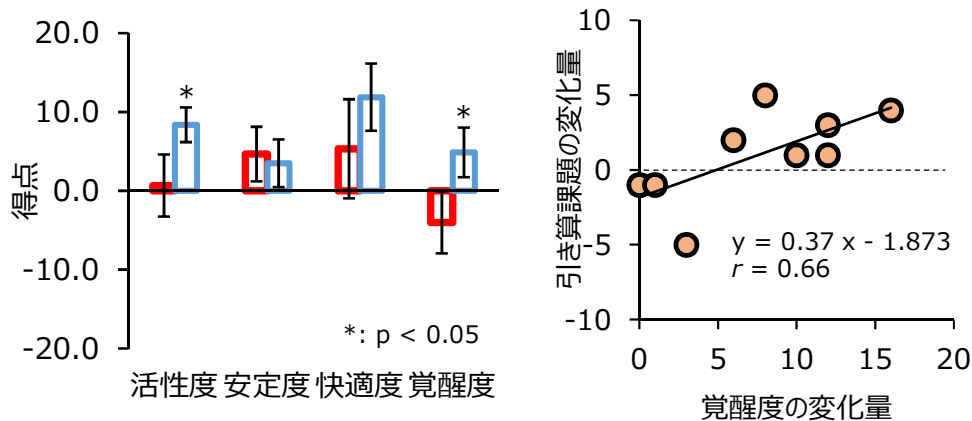 20.0
10.0
0.0
-10.0
-20.0
得点
*
*
*: p < 0.05
活性度 安定度 快適度 覚醒度
10
5
0
-5
-10
引き算課題の変化量
y = 0.37 x - 1.873
r = 0.66
0 5 10 15 20
覚醒度の変化量